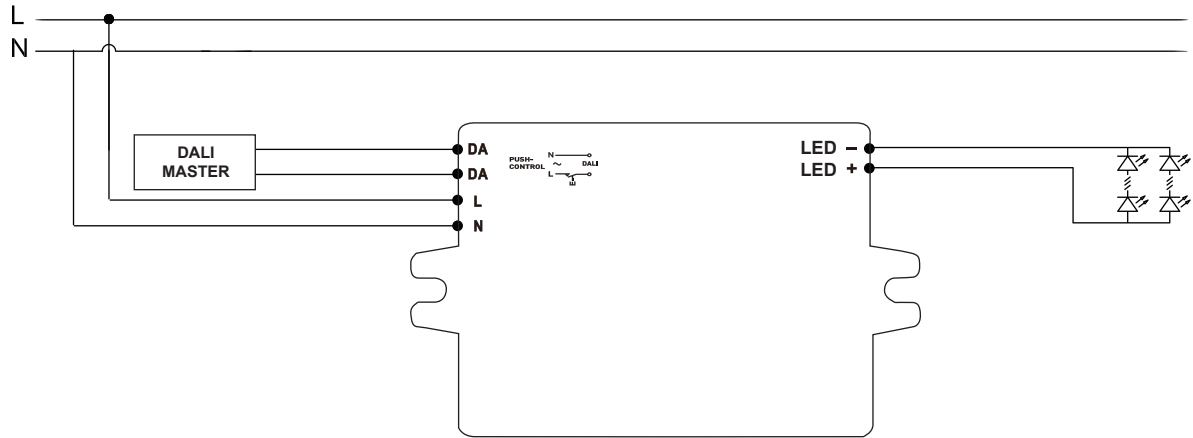 L
N
DALI
MASTER
DA
DA
L
N
PUSH-
CONTROL
N
~
L
E
DALI
LED –
LED +